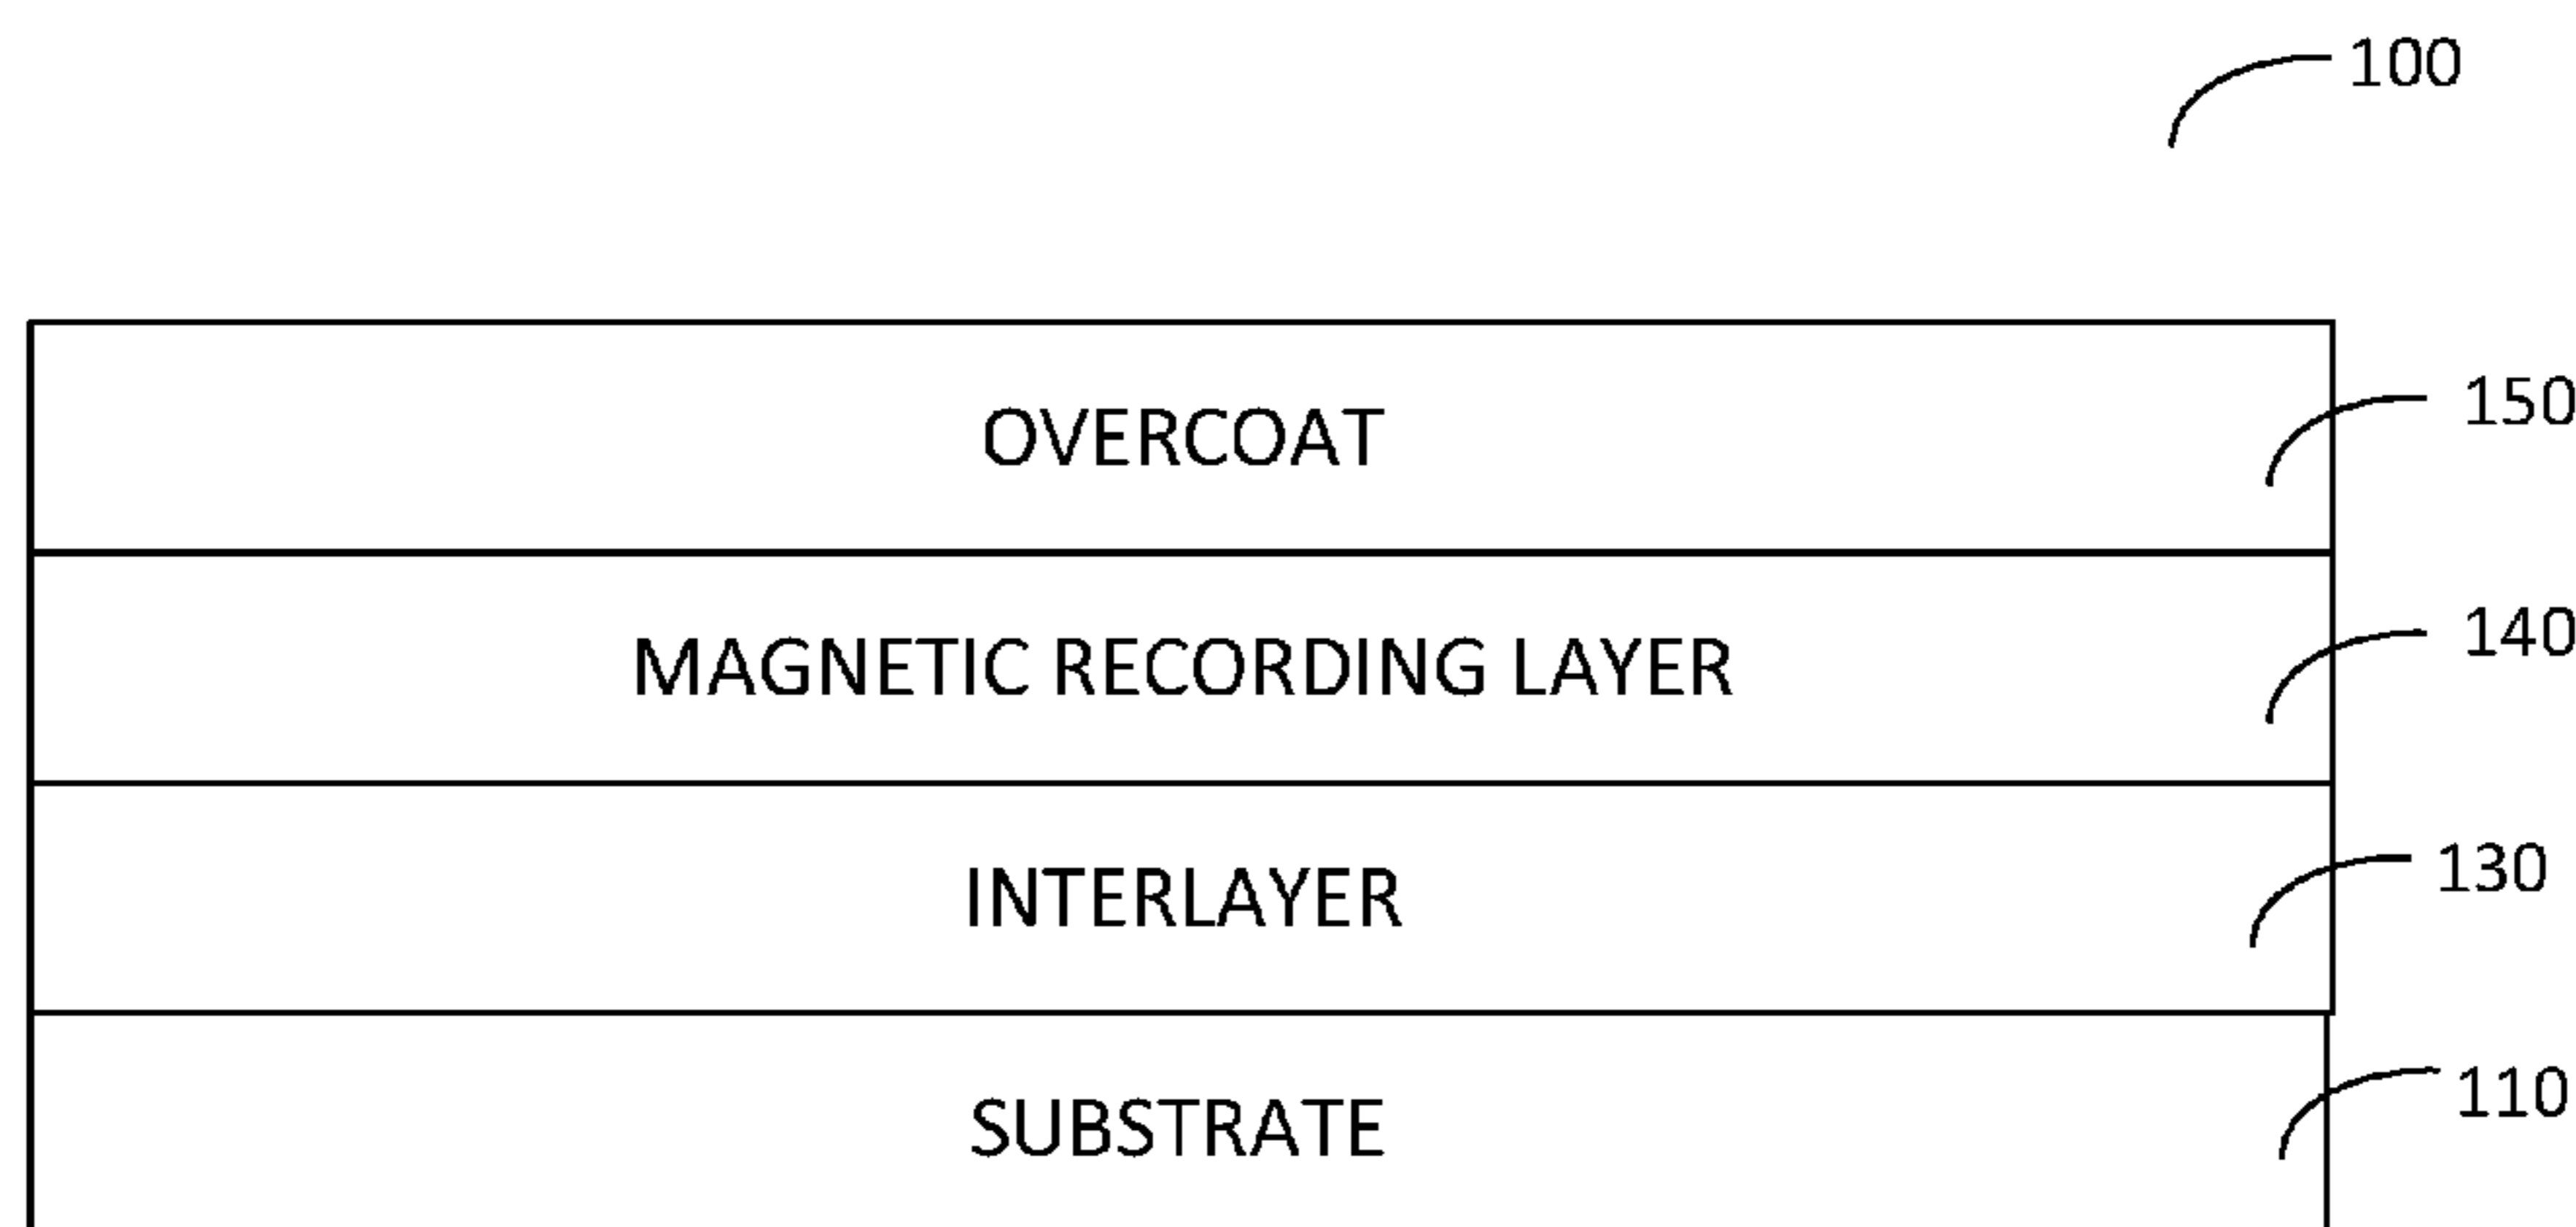 100
OVERCOAT
150
MAGNETIC RECORDING LAYER
140
INTERLAYER
130
SUBSTRATE
110